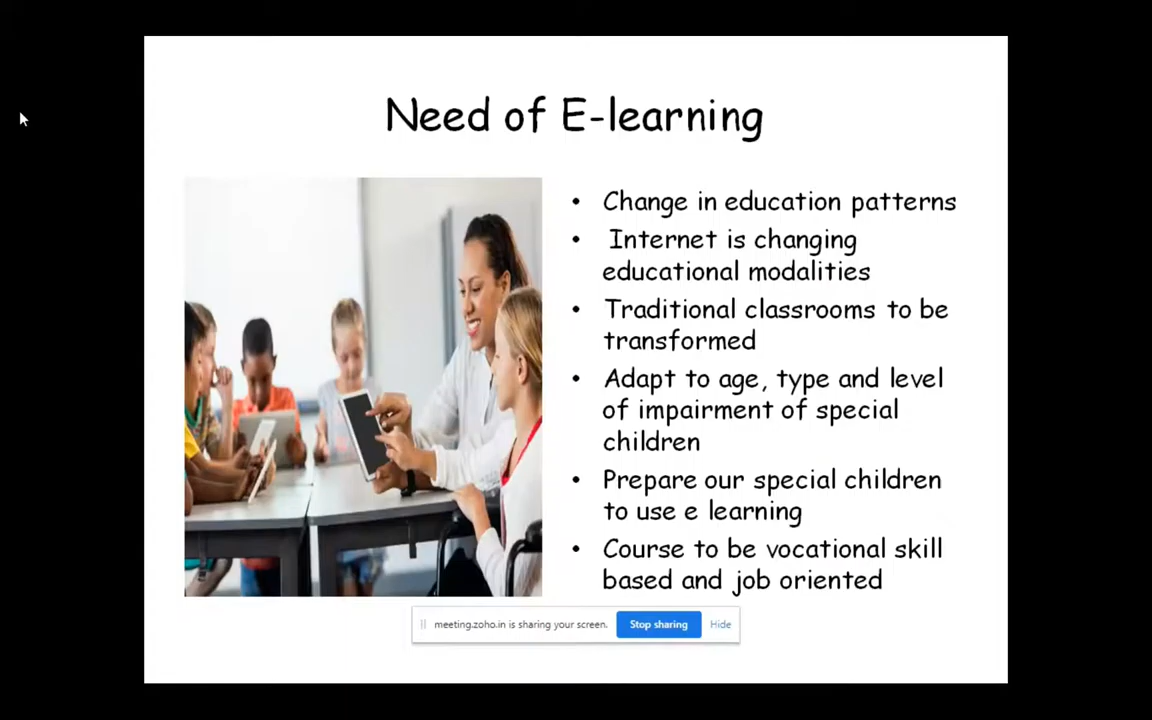 Need of E-learning
• Change in education patterns
• Internet is changing
educational modalities
• Traditional classrooms to be
transformed
• Adapt to age, type and level
of impairment of special
children
• Prepare our special children
to use e learning
• Course to be vocational skill
based and job oriented
meeting.zoho.in is sharing your screen. Stop sharing Hide